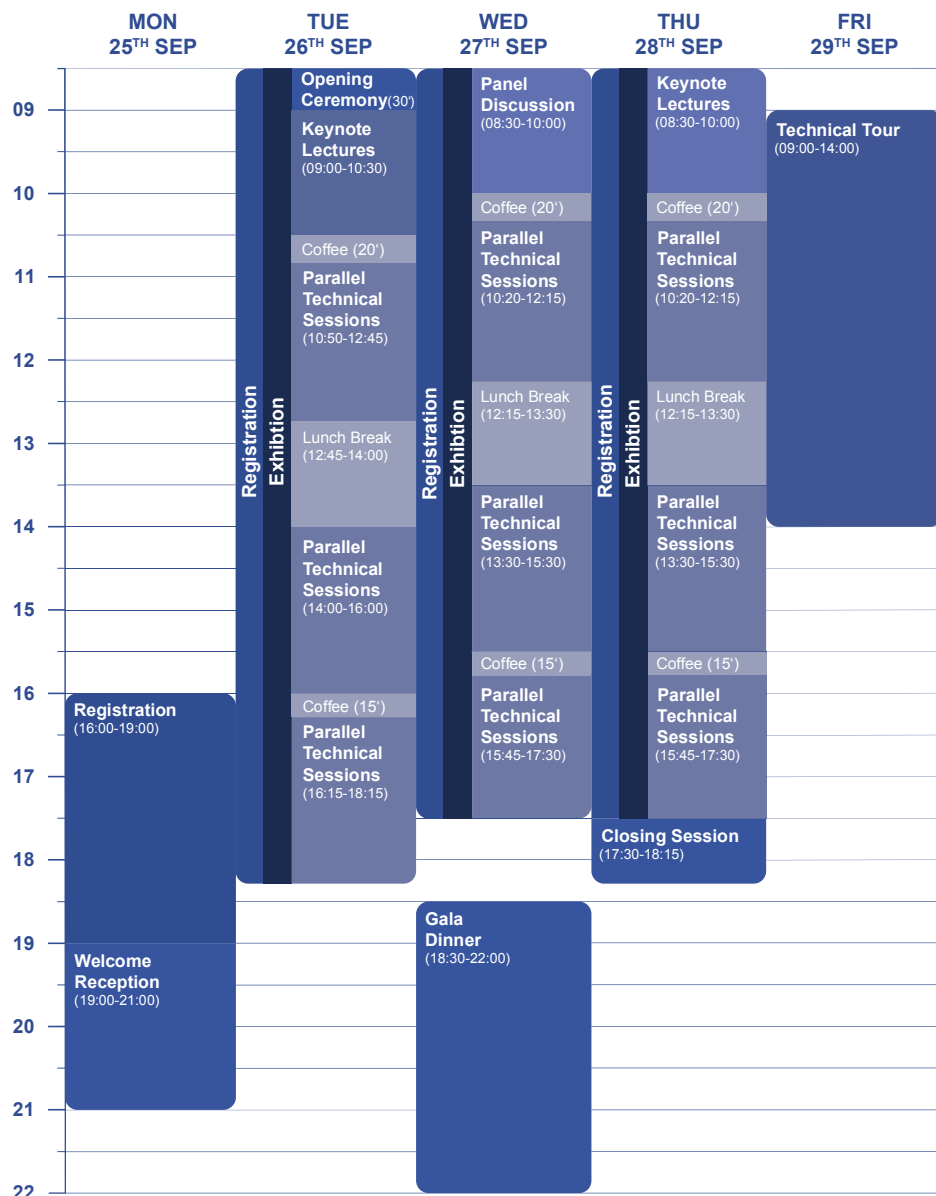 MON
25TH SEP
TUE
26TH SEP
WED
27TH SEP
THU
28TH SEP
FRI
29TH SEP
09
10
11
12
13
14
15
16
17
18
19
20
21
22
Registration
(16:00-19:00)
Welcome
Reception
(19:00-21:00)
Registration
Exhibtion
Opening
Ceremony(30‘)
Keynote
Lectures
(09:00-10:30)
Coffee (20‘)
Parallel
Technical
Sessions
(10:50-12:45)
Lunch Break
(12:45-14:00)
Parallel
Technical
Sessions
(14:00-16:00)
Coffee (15‘)
Parallel
Technical
Sessions
(16:15-18:15)
Registration
Exhibtion
Panel
Discussion
(08:30-10:00)
Coffee (20‘)
Parallel
Technical
Sessions
(10:20-12:15)
Lunch Break
(12:15-13:30)
Parallel
Technical
Sessions
(13:30-15:30)
Coffee (15‘)
Parallel
Technical
Sessions
(15:45-17:30)
Gala
Dinner
(18:30-22:00)
Registration
Exhibtion
Keynote
Lectures
(08:30-10:00)
Coffee (20‘)
Parallel
Technical
Sessions
(10:20-12:15)
Lunch Break
(12:15-13:30)
Parallel
Technical
Sessions
(13:30-15:30)
Coffee (15‘)
Parallel
Technical
Sessions
(15:45-17:30)
Closing Session
(17:30-18:15)
Technical Tour
(09:00-14:00)